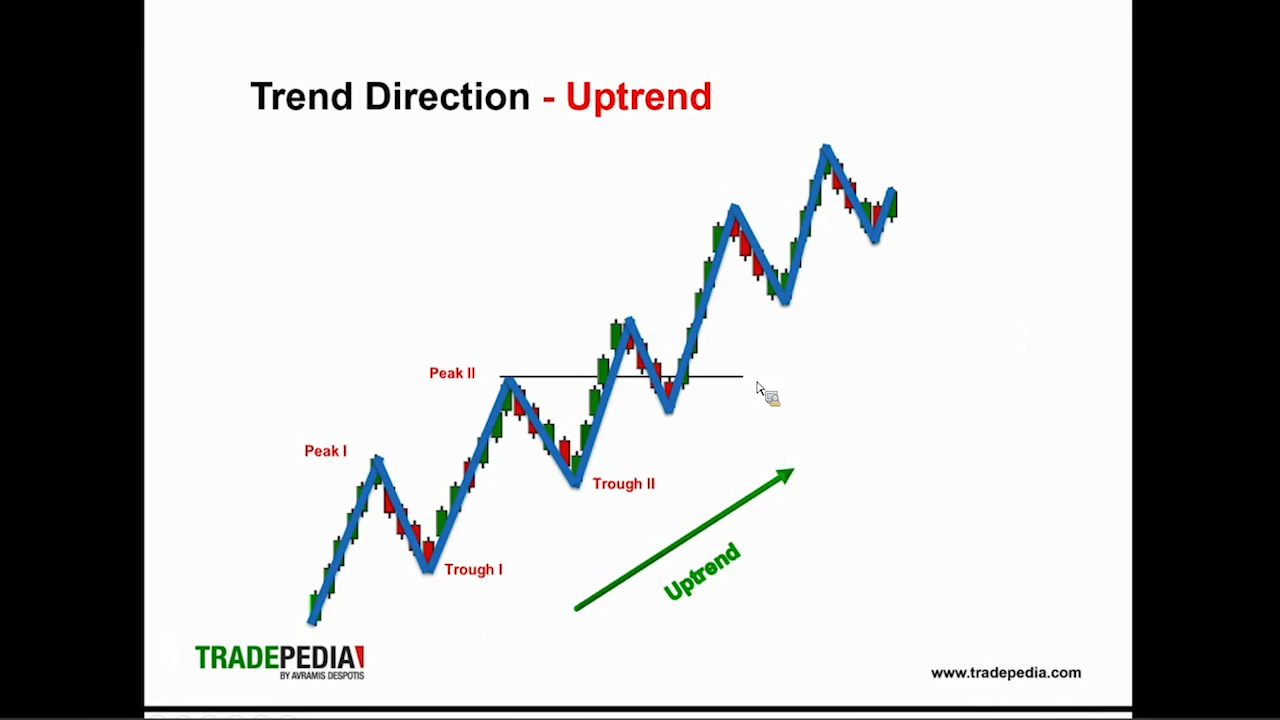 Trend Direction - Uptrend
Peak II
Peak I
Trough II
Trough I
Uptrend
TRADEPEDIA
BY AVRAMIS DESPOTIS
www.tradepedia.com